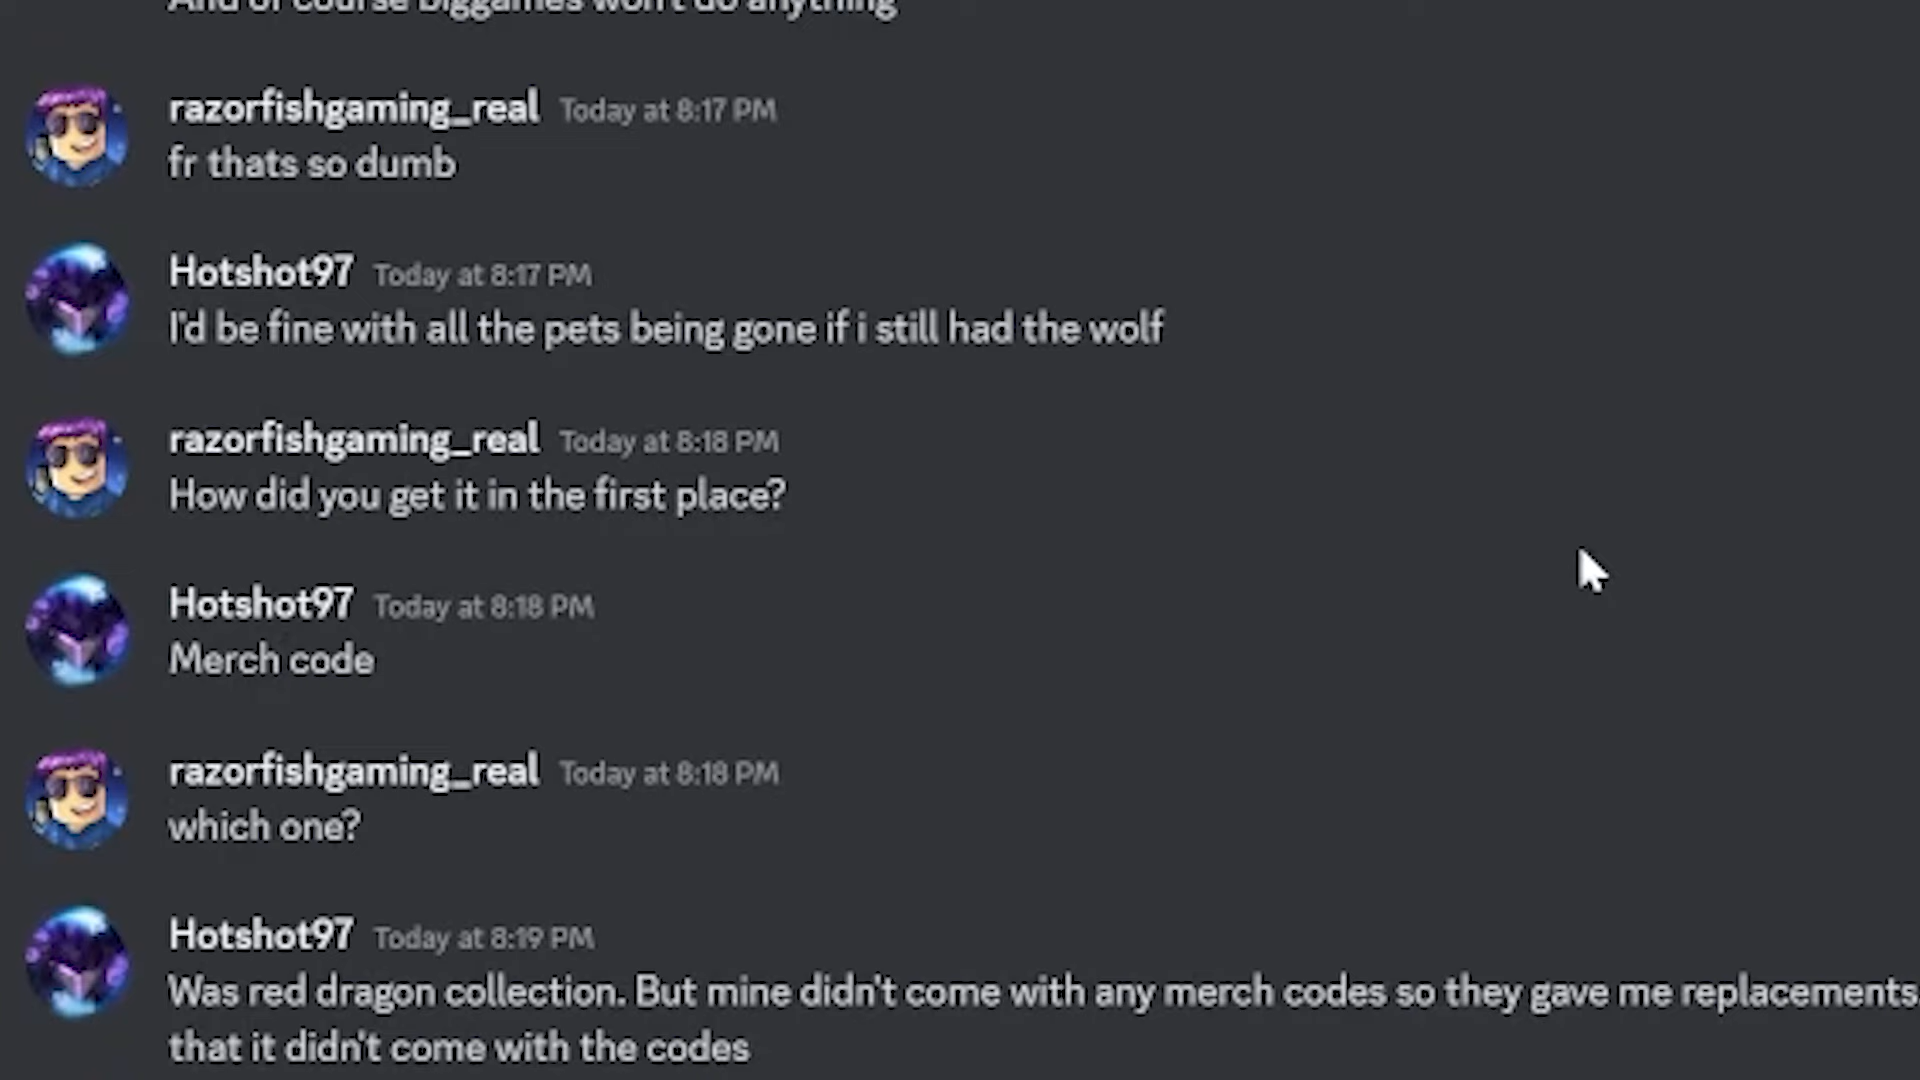 And of course biggames won't do anything
razorfishgaming_real Today at 8:17 PM
fr thats so dumb
Hotshot97 Today at 8:17 PM
I'd be fine with all the pets being gone if i still had the wolf
razorfishgaming_real Today at 8:18 PM
How did you get it in the first place?
Hotshot97 Today at 8:18 PM
Merch code
razorfishgaming_real Today at 8:18 PM
which one?
Hotshot97 Today at 8:19 PM
Was red dragon collection. But mine didn't come with any merch codes so they gave me replacements.
that it didn't come with the codes